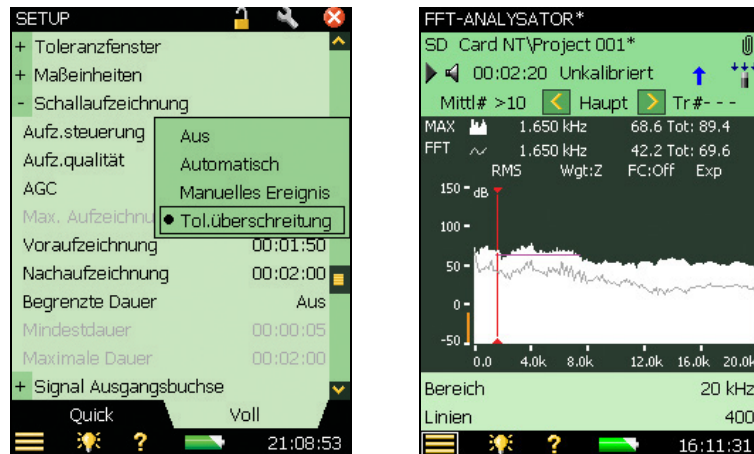 SETUP
+ Toleranzfenster
+ Maßeinheiten
- Schallaufzeichnung
Aufz.steuerung
Aufz.qualität
AGC
Max. Aufzeichnu
Aus
Automatisch
Manuelles Ereignis
Tol.überschreitung
Voraufzeichnung 00:01:50
Nachaufzeichnung 00:02:00
Begrenzte Dauer Aus
Mindestdauer 00:00:05
Maximale Dauer 00:02:00
+ Signal Ausgangsbuchse
Quick Voll
? 21:08:53
FFT-ANALYSATOR*
SD Card NT\Project 001*
00:02:20 Unkalibriert
Mittl# >10 < Haupt > Tr#- - -
MAX 1.650 kHz 68.6 Tot: 89.4
FFT 1.650 kHz 42.2 Tot: 69.6
RMS Wgt:Z FC:Off Exp
150 dB
100
50
0
-50
0.0 4.0k 8.0k 12.0k 16.0k 20.0k
Bereich 20 kHz
Linien 400
? 16:11:31